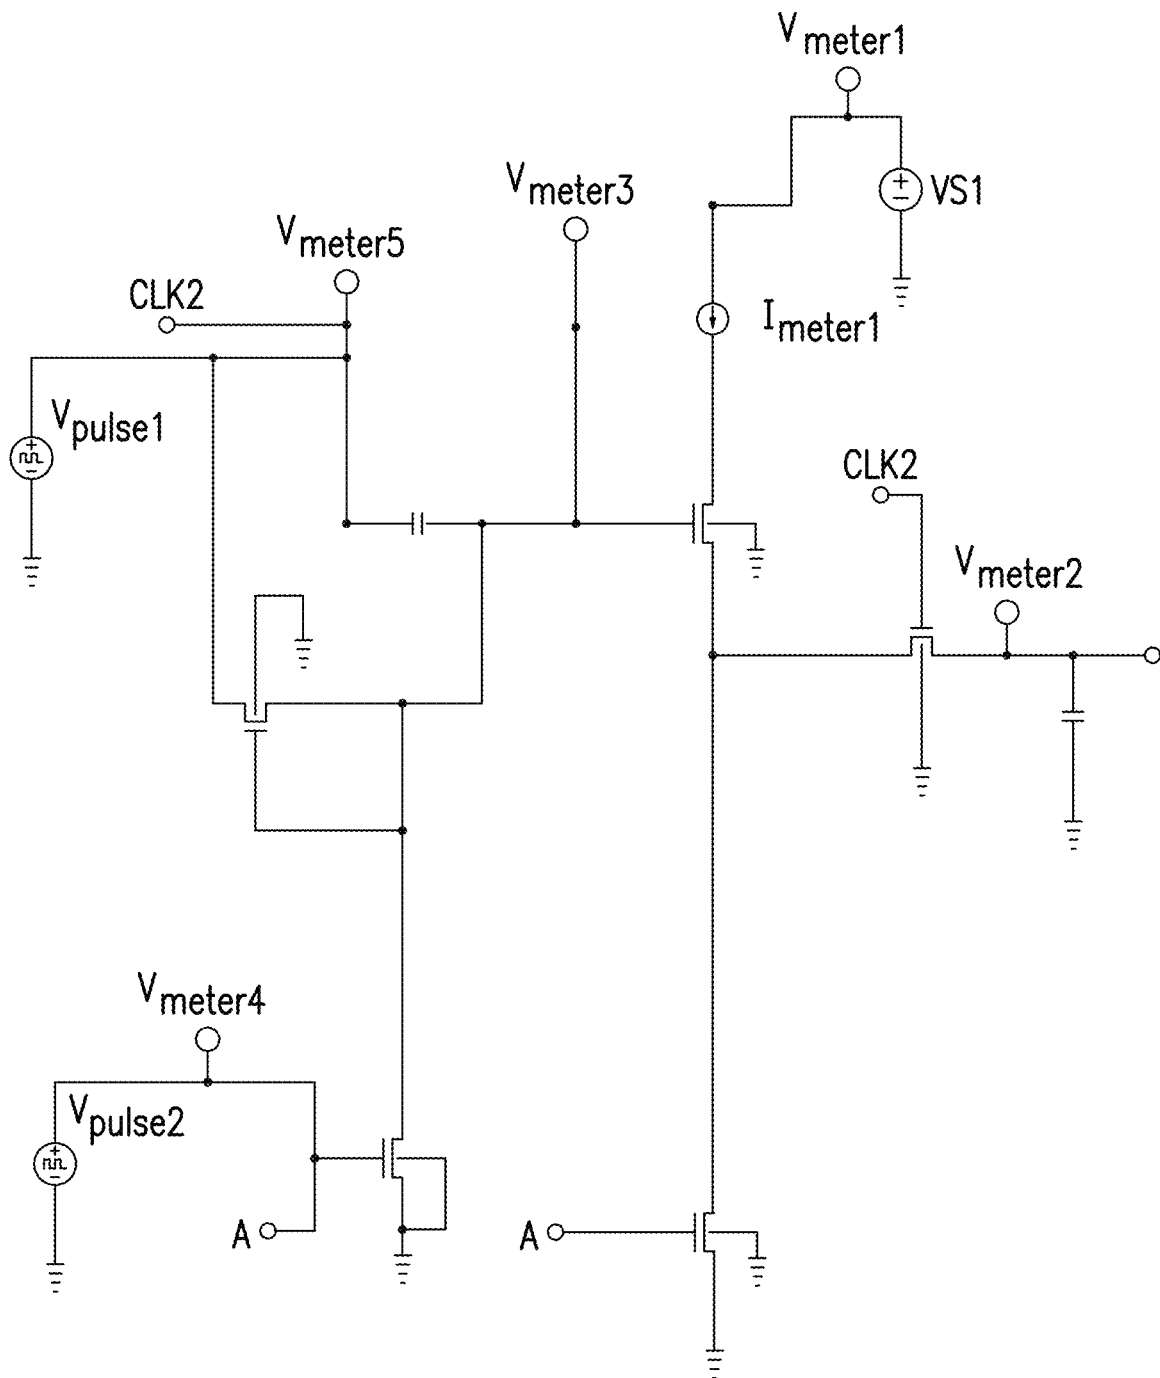 Vmeter1
Vmeter3
VS1
Vmeter5
CLK2
Imeter1
Vpulse1
CLK2
Vmeter2
Vmeter4
Vpulse2
A
A